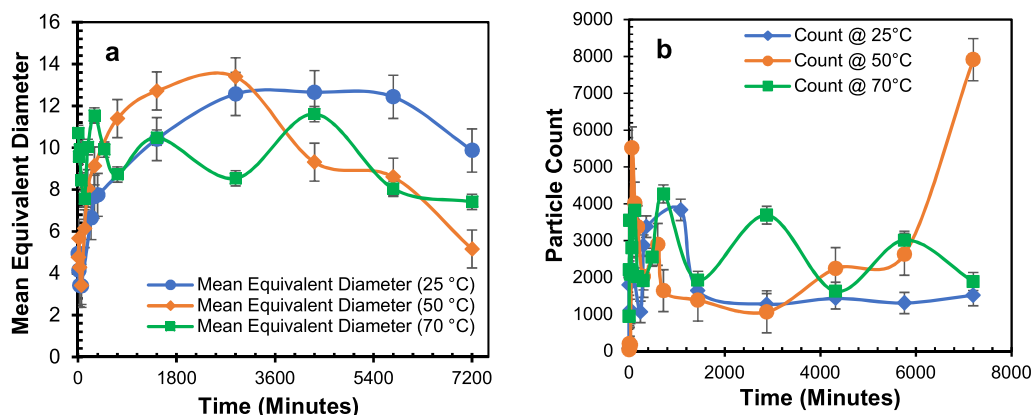 a
16
14
12
10
8
6
4
2
0
Mean Equivalent Diameter
Mean Equivalent Diameter (25 °C)
Mean Equivalent Diameter (50 °C)
Mean Equivalent Diameter (70 °C)
0 1800 3600 5400 7200
Time (Minutes)
b
9000
8000
7000
6000
5000
4000
3000
2000
1000
0
Particle Count
Count @ 25°C
Count @ 50°C
Count @ 70°C
0 2000 4000 6000 8000
Time (Minutes)